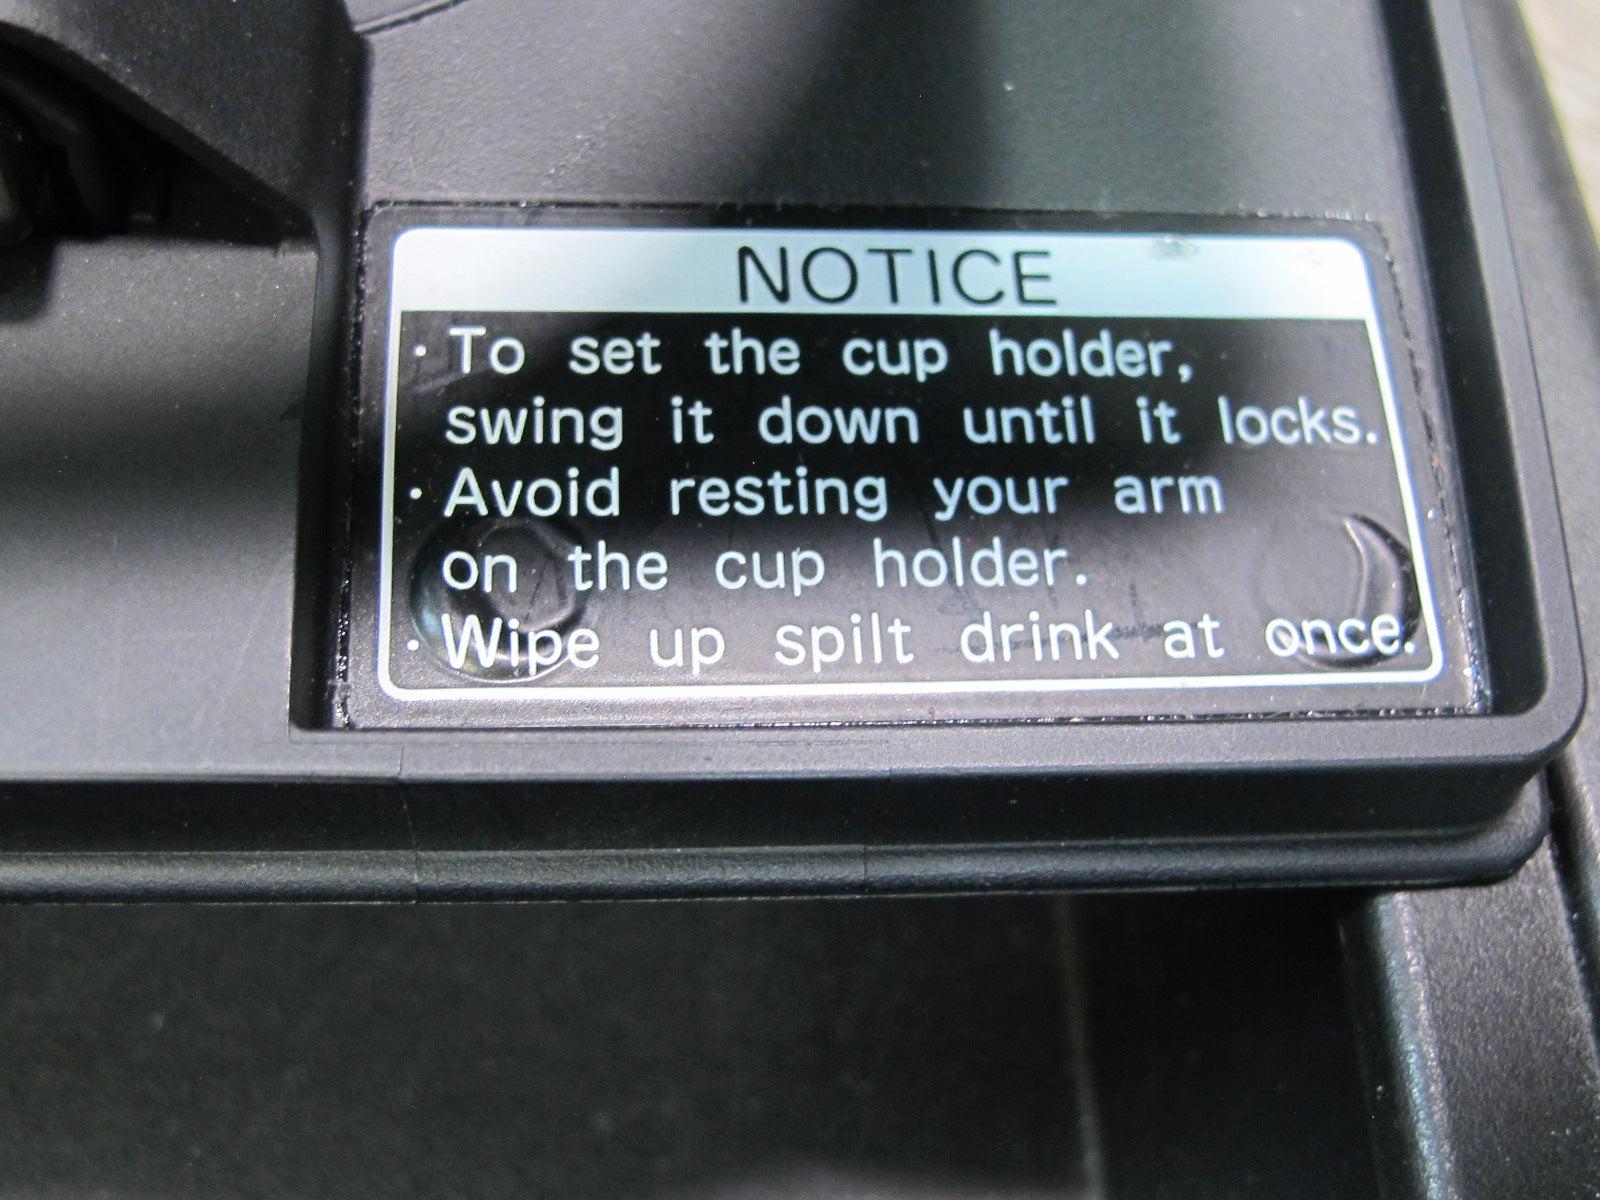 NOTICE
· To set the cup holder,
swing it down until it locks.
· Avoid resting your arm
on the cup holder.
· Wipe up spilt drink at once.